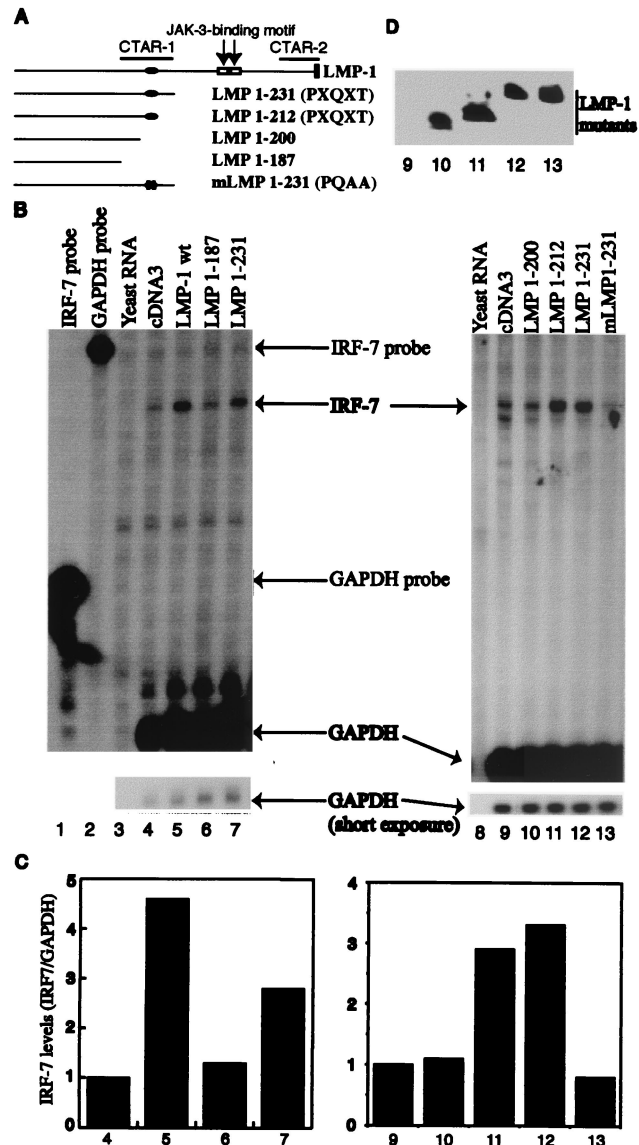 A
JAK-3-binding motif
CTAR-1
CTAR-2
LMP-1
LMP 1-231 (PXQXT)
LMP 1-212 (PXQXT)
LMP 1-200
LMP 1-187
mLMP 1-231 (PQAA)
D
LMP-1
mutants
9 10 11 12 13
B
IRF-7 probe
GAPDH probe
Yeast RNA
cDNA3
LMP-1 wt
LMP 1-187
LMP 1-231
Yeast RNA
cDNA3
LMP 1-200
LMP 1-212
LMP 1-231
mLMP1-231
IRF-7 probe
IRF-7
GAPDH probe
GAPDH
GAPDH
(short exposure)
1 2 3 4 5 6 7
8 9 10 11 12 13
C
IRF-7 levels (IRF7/GAPDH)
5
4
3
2
1
0
4 5 6 7
4
3
2
1
0
9 10 11 12 13